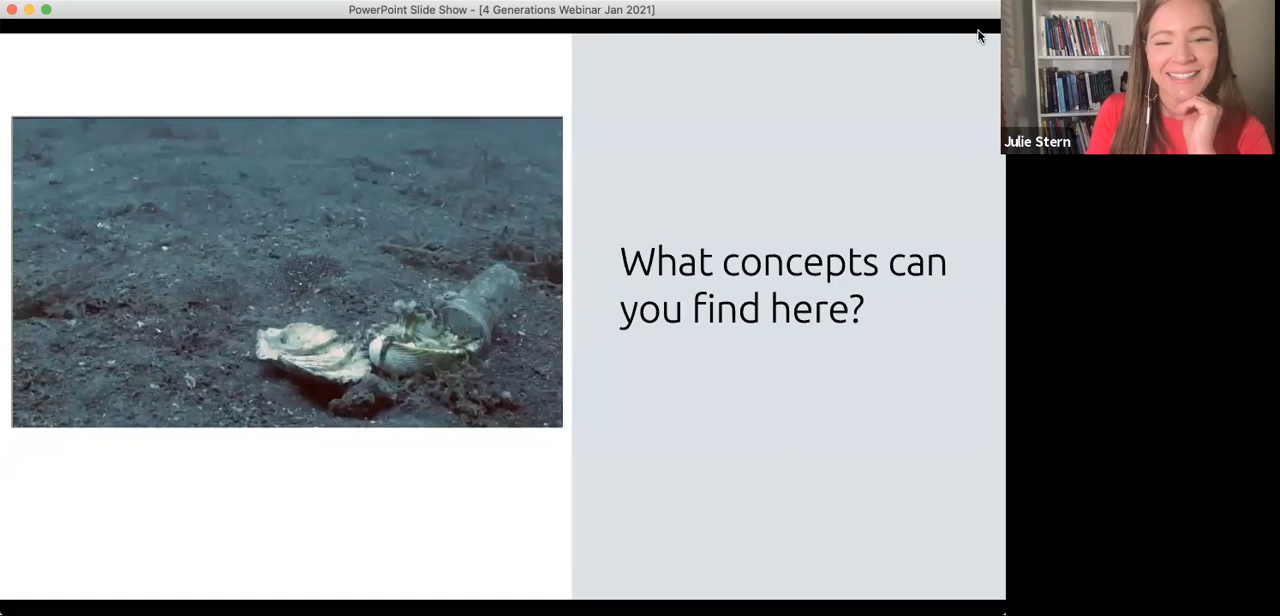 PowerPoint Slide Show - [4 Generations Webinar Jan 2021]
Julie Stern
What concepts can
you find here?